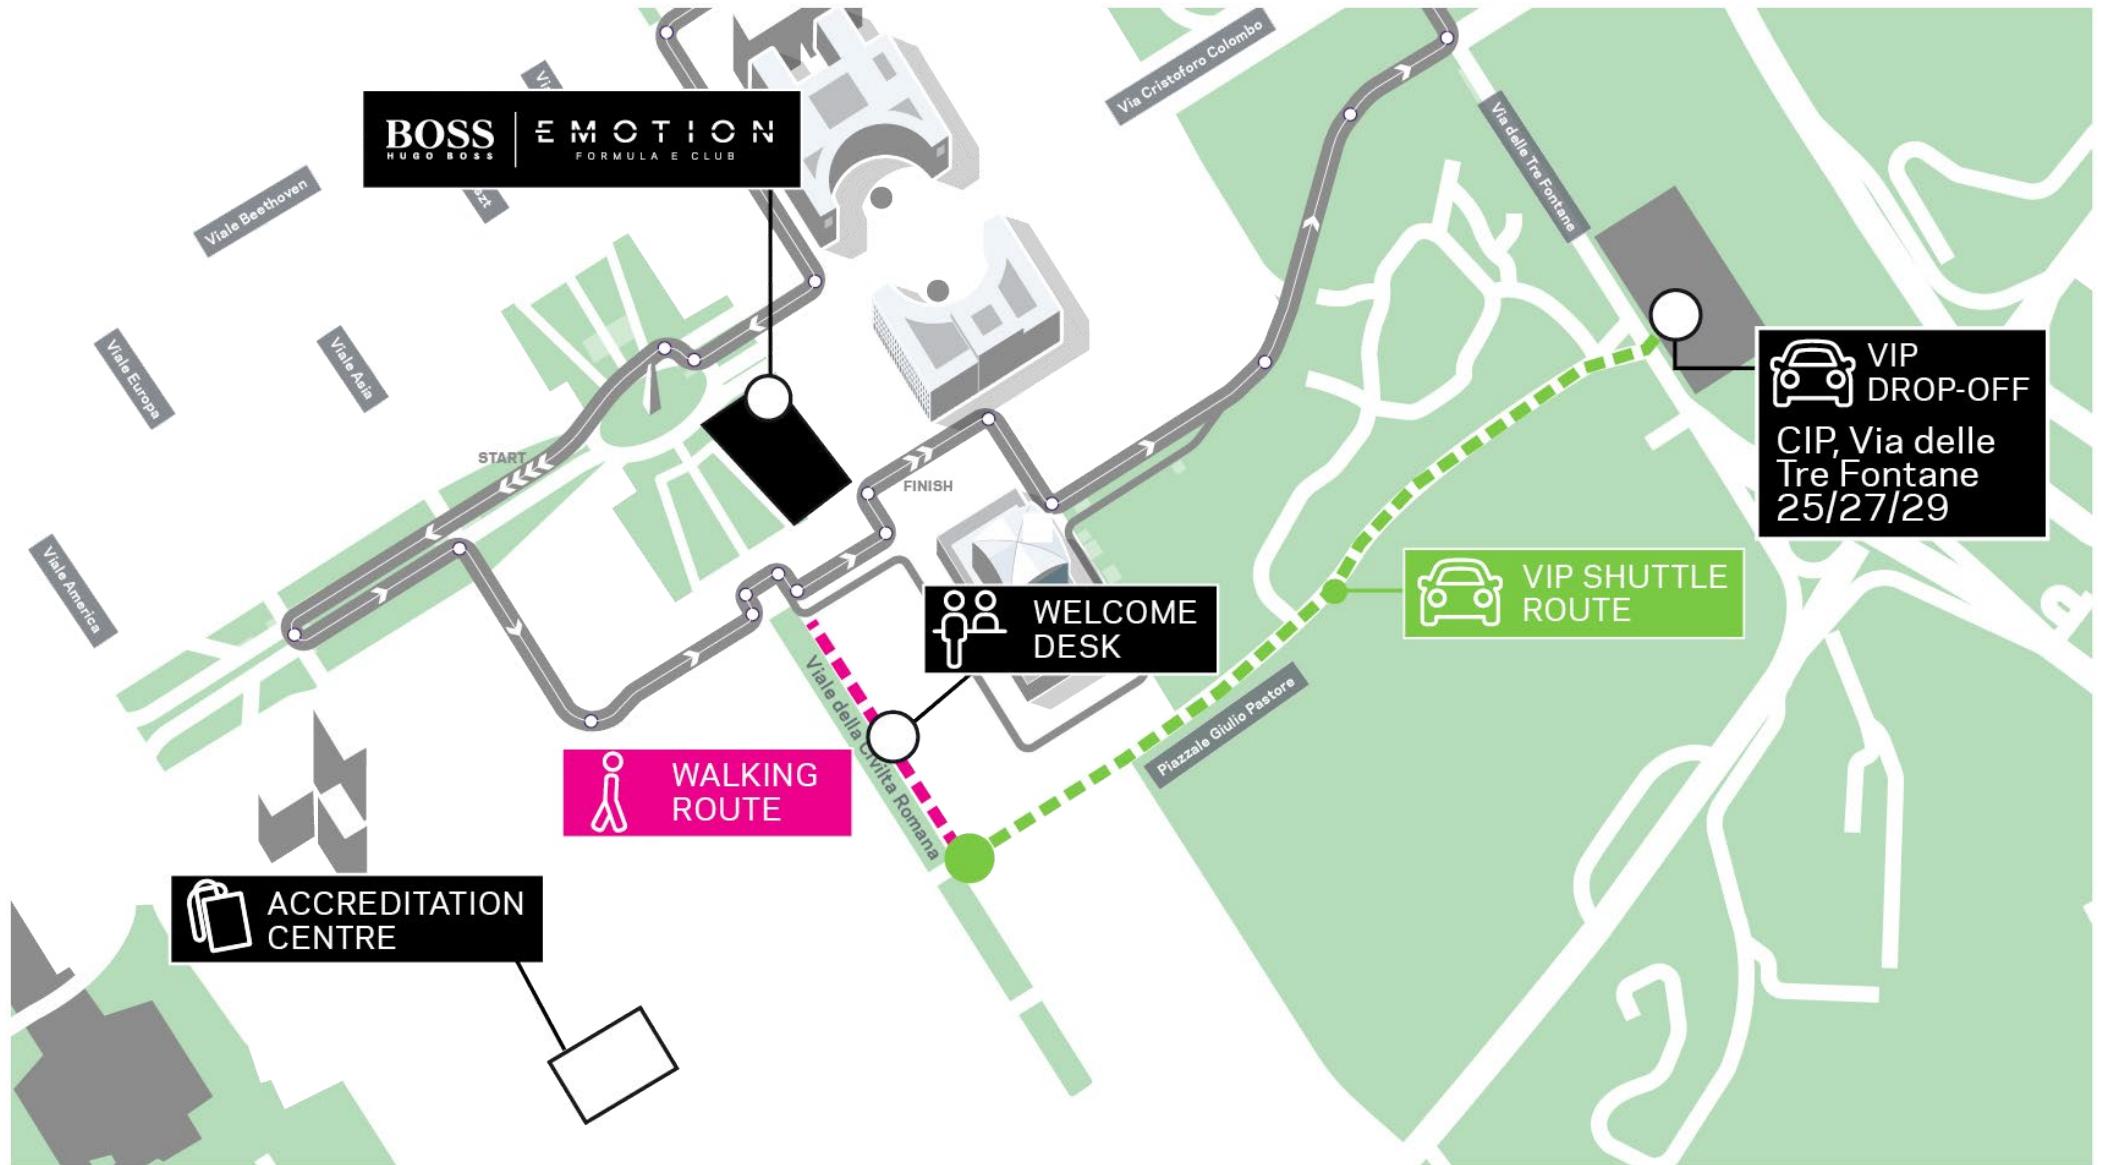 Via Cristoforo Colombo
BOSS
HUGO BOSS
EMOTION
FORMULA E CLUB
Via delle Tre Fontane
Viale Beethoven
Viale Europa
Viale Asia
VIP
DROP-OFF
CIP, Via delle
Tre Fontane
25/27/29
START
FINISH
Viale America
VIP SHUTTLE
ROUTE
WELCOME
DESK
Viale della Civilta Romana
Piazzale Giulio Pastore
WALKING
ROUTE
ACCREDITATION
CENTRE